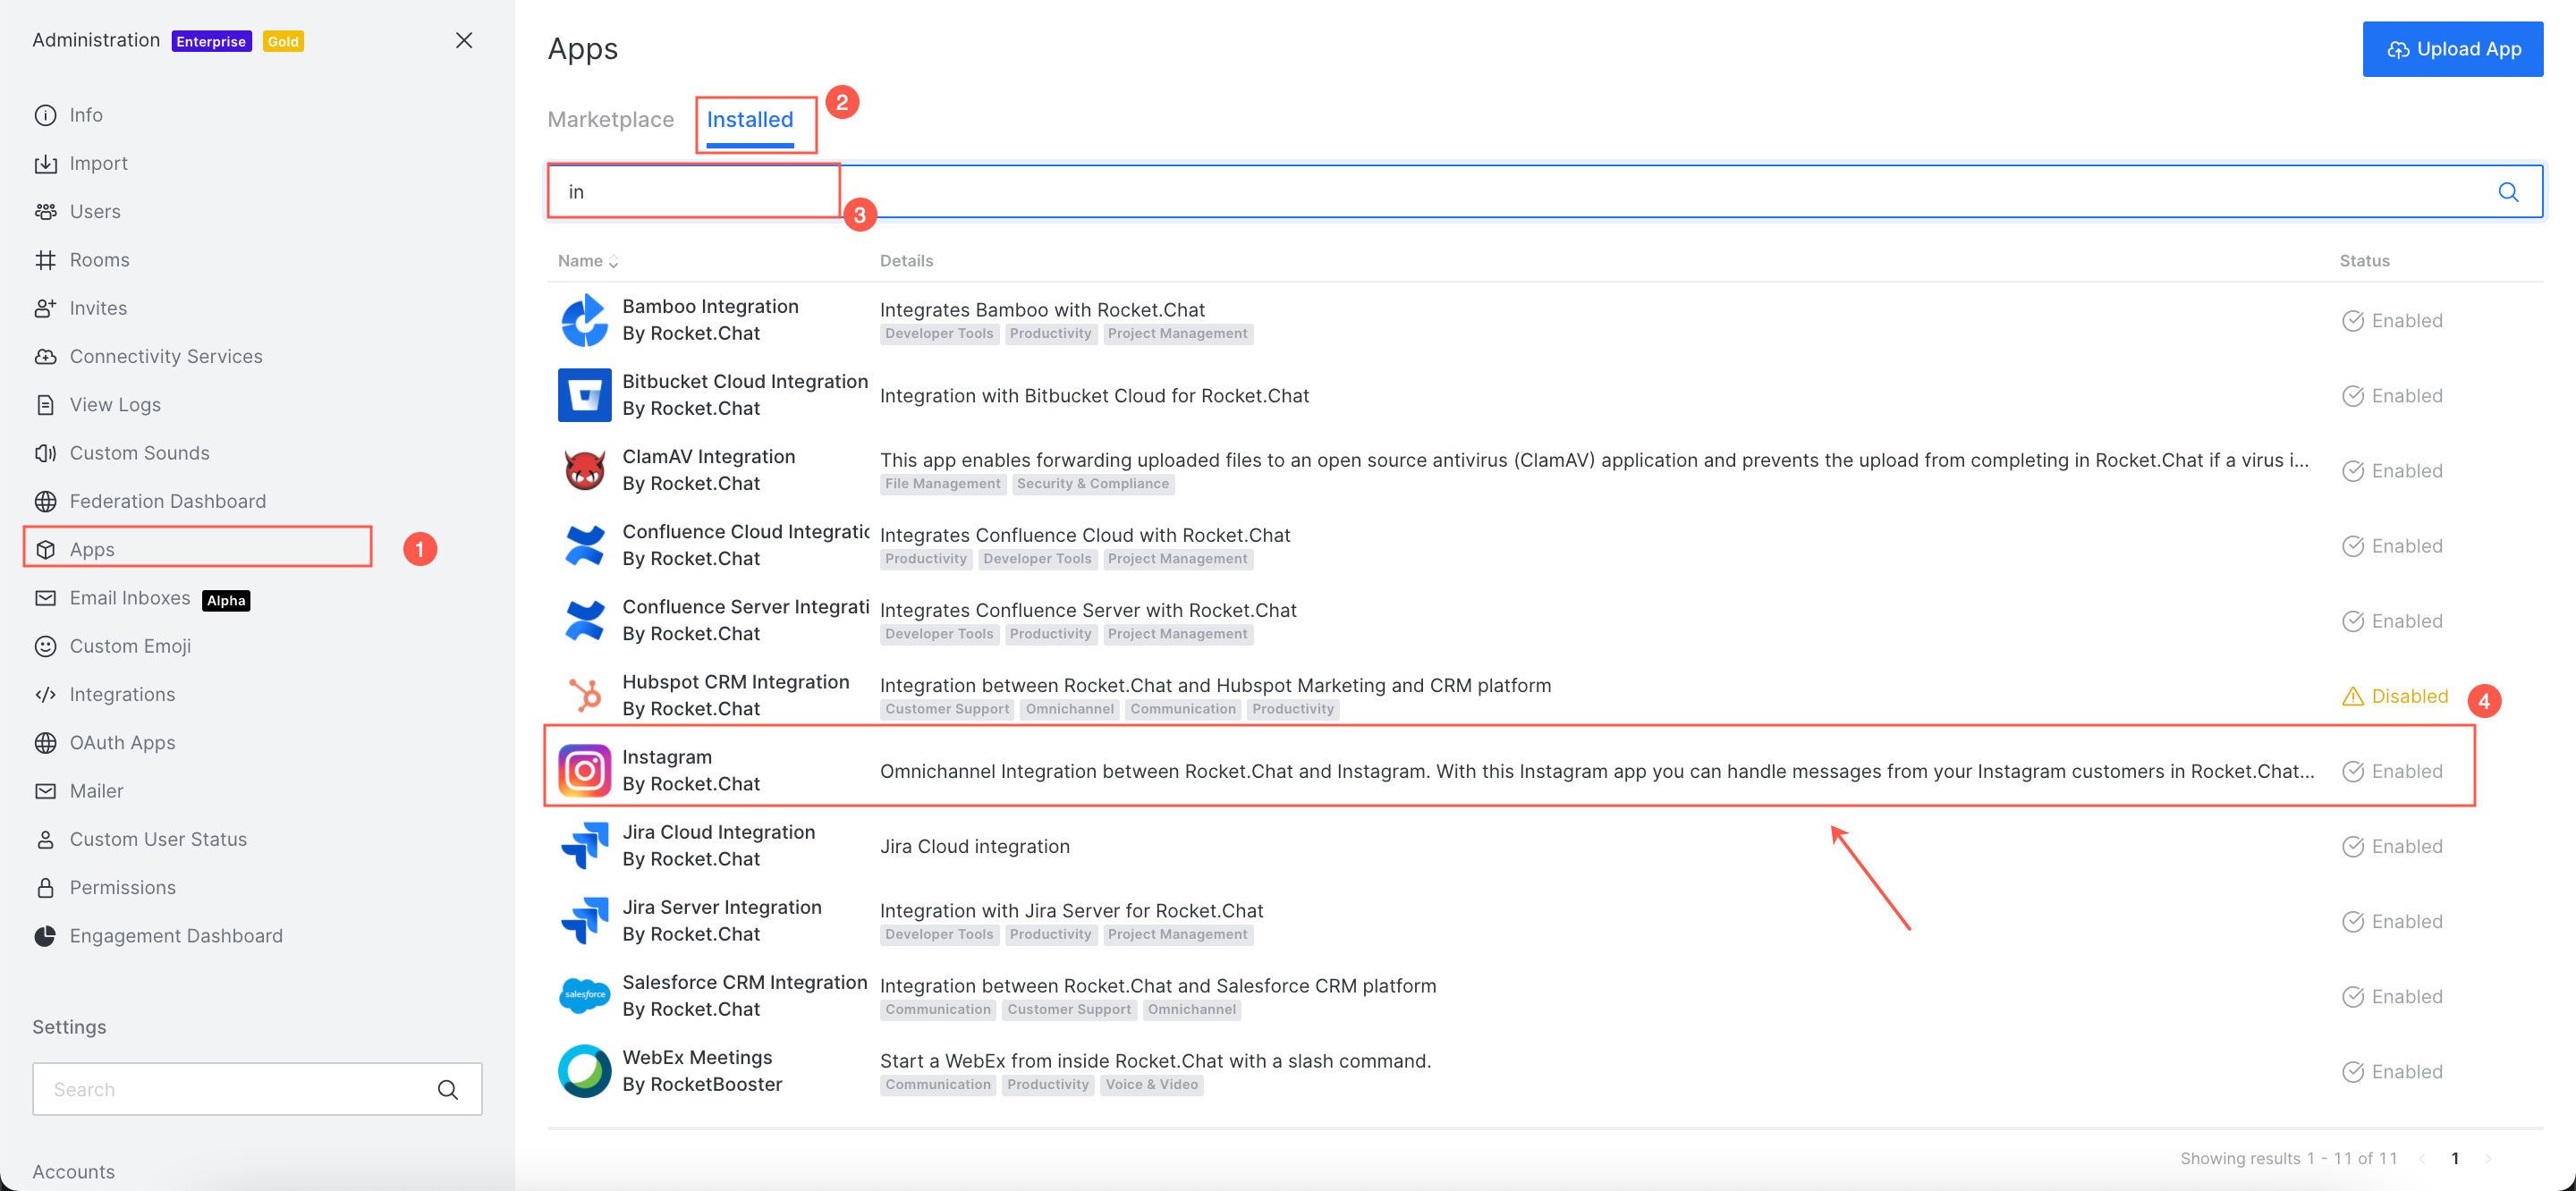 Administration Enterprise Gold
Info
Import
Users
Rooms
Invites
Connectivity Services
View Logs
Custom Sounds
Federation Dashboard
Apps
1
Email Inboxes Alpha
Custom Emoji
Integrations
OAuth Apps
Mailer
Custom User Status
Permissions
Engagement Dashboard
Settings
Search
Accounts
Apps
Upload App
Marketplace Installed 2
in
3
Name Details Status
Bamboo Integration
By Rocket.Chat
Integrates Bamboo with Rocket.Chat
Developer Tools Productivity Project Management
Enabled
Bitbucket Cloud Integration
By Rocket.Chat
Integration with Bitbucket Cloud for Rocket.Chat
Enabled
ClamAV Integration
By Rocket.Chat
This app enables forwarding uploaded files to an open source antivirus (ClamAV) application and prevents the upload from completing in Rocket.Chat if a virus i...
File Management Security & Compliance
Enabled
Confluence Cloud Integratic
By Rocket.Chat
Integrates Confluence Cloud with Rocket.Chat
Productivity Developer Tools Project Management
Enabled
Confluence Server Integrati
By Rocket.Chat
Integrates Confluence Server with Rocket.Chat
Developer Tools Productivity Project Management
Enabled
Hubspot CRM Integration
By Rocket.Chat
Integration between Rocket.Chat and Hubspot Marketing and CRM platform
Customer Support Omnichannel Communication Productivity
Disabled
4
Instagram
By Rocket.Chat
Omnichannel Integration between Rocket.Chat and Instagram. With this Instagram app you can handle messages from your Instagram customers in Rocket.Chat...
Enabled
Jira Cloud Integration
By Rocket.Chat
Jira Cloud integration
Enabled
Jira Server Integration
By Rocket.Chat
Integration with Jira Server for Rocket.Chat
Developer Tools Productivity Project Management
Enabled
salesforce
Salesforce CRM Integration
By Rocket.Chat
Integration between Rocket.Chat and Salesforce CRM platform
Communication Customer Support Omnichannel
Enabled
WebEx Meetings
By RocketBooster
Start a WebEx from inside Rocket.Chat with a slash command.
Communication Productivity Voice & Video
Enabled
Showing results 1 - 11 of 11 1